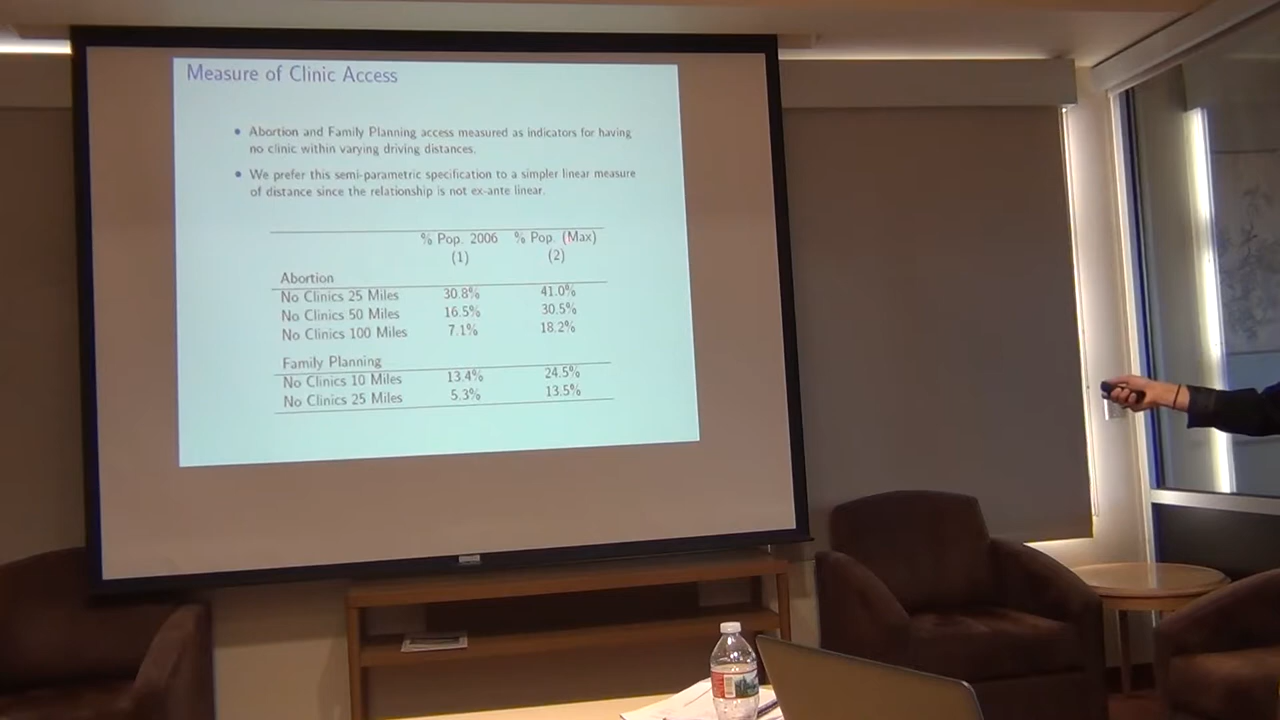 Measure of Clinic Access
• Abortion and Family Planning access measured as indicators for having
no clinic within varying driving distances.
• We prefer this semi-parametric specification to a simpler linear measure
of distance since the relationship is not ex-ante linear.
% Pop. 2006 % Pop. (Max)
(1) (2)
Abortion
No Clinics 25 Miles 30.8% 41.0%
No Clinics 50 Miles 16.5% 30.5%
No Clinics 100 Miles 7.1% 18.2%
Family Planning
No Clinics 10 Miles 13.4% 24.5%
No Clinics 25 Miles 5.3% 13.5%